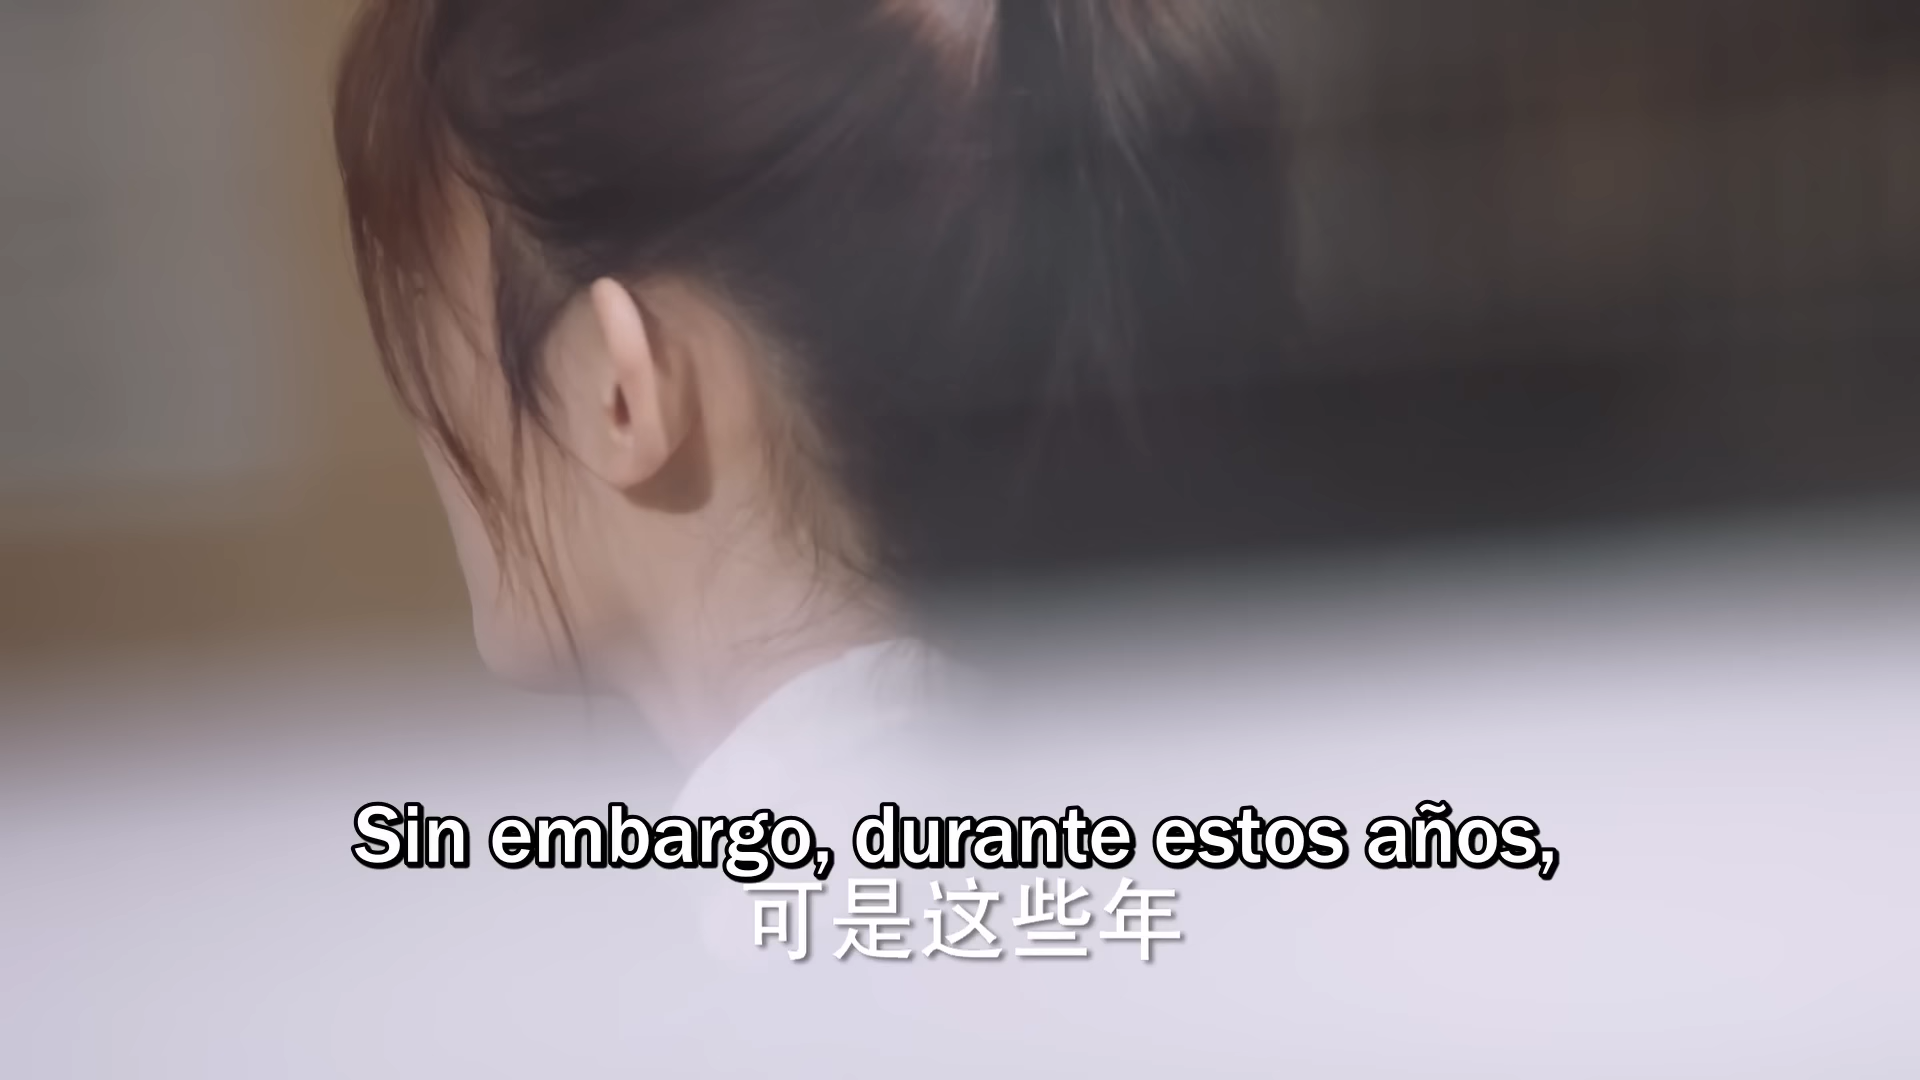 Sin embargo, durante estos años,
可是这些年